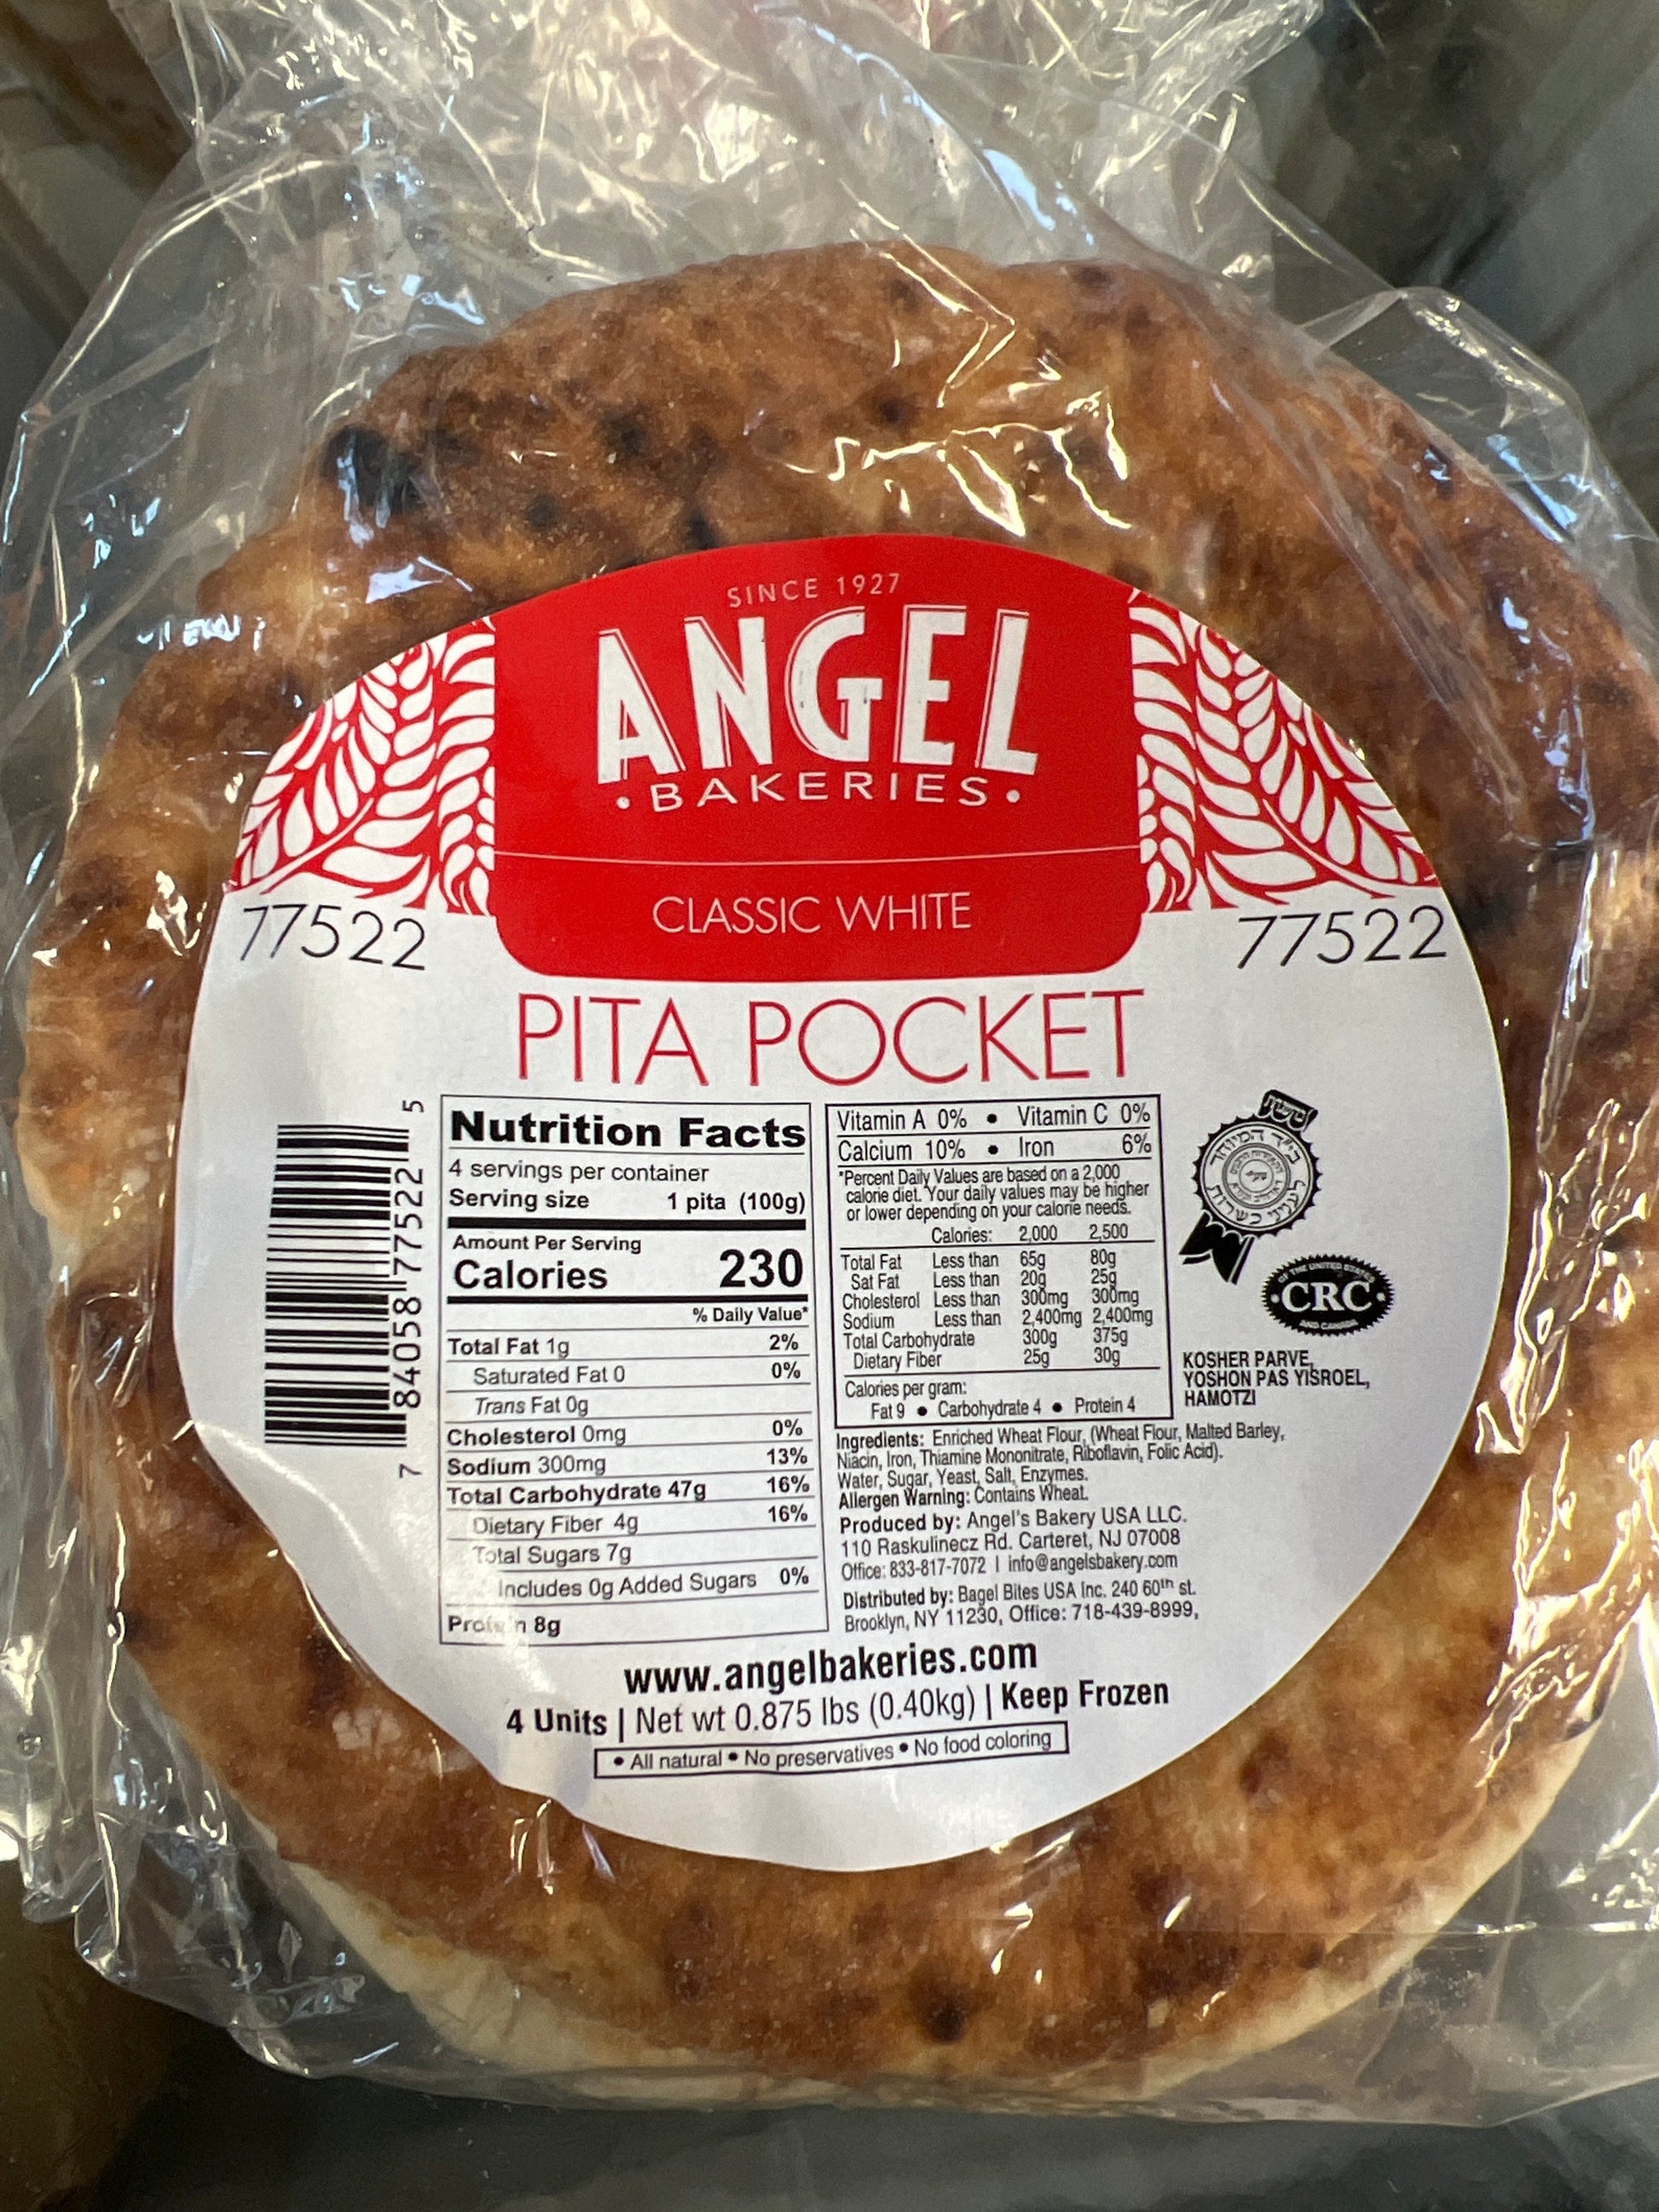 SINCE 1927
ANGEL
• BAKERIES •
CLASSIC WHITE
77522
77522
PITA POCKET
7 84058 77522 5
Nutrition Facts
4 servings per container
Serving size 1 pita (100g)
Amount Per Serving
Calories 230
% Daily Value*
Total Fat 1g 2%
Saturated Fat 0 0%
Trans Fat 0g
Cholesterol 0mg 0%
Sodium 300mg 13%
Total Carbohydrate 47g 16%
Dietary Fiber 4g 16%
Total Sugars 7g
Includes 0g Added Sugars 0%
Protein 8g
Vitamin A 0% • Vitamin C 0%
Calcium 10% • Iron 6%
*Percent Daily Values are based on a 2,000
calorie diet. Your daily values may be higher
or lower depending on your calorie needs.
Calories: 2,000 2,500
Total Fat Less than 65g 80g
Sat Fat Less than 20g 25g
Cholesterol Less than 300mg 300mg
Sodium Less than 2,400mg 2,400mg
Total Carbohydrate 300g 375g
Dietary Fiber 25g 30g
Calories per gram:
Fat 9 • Carbohydrate 4 • Protein 4
OF THE UNITED STATES
•CRC•
AND CANADA
KOSHER PARVE,
YOSHON PAS YISROEL,
HAMOTZI
Ingredients: Enriched Wheat Flour, (Wheat Flour, Malted Barley,
Niacin, Iron, Thiamine Mononitrate, Riboflavin, Folic Acid).
Water, Sugar, Yeast, Salt, Enzymes.
Allergen Warning: Contains Wheat.
Produced by: Angel's Bakery USA LLC.
110 Raskulinecz Rd. Carteret, NJ 07008
Office: 833-817-7072 | info@angelsbakery.com
Distributed by: Bagel Bites USA Inc. 240 60th st.
Brooklyn, NY 11230, Office: 718-439-8999,
www.angelbakeries.com
4 Units | Net wt 0.875 lbs (0.40kg) | Keep Frozen
• All natural • No preservatives • No food coloring